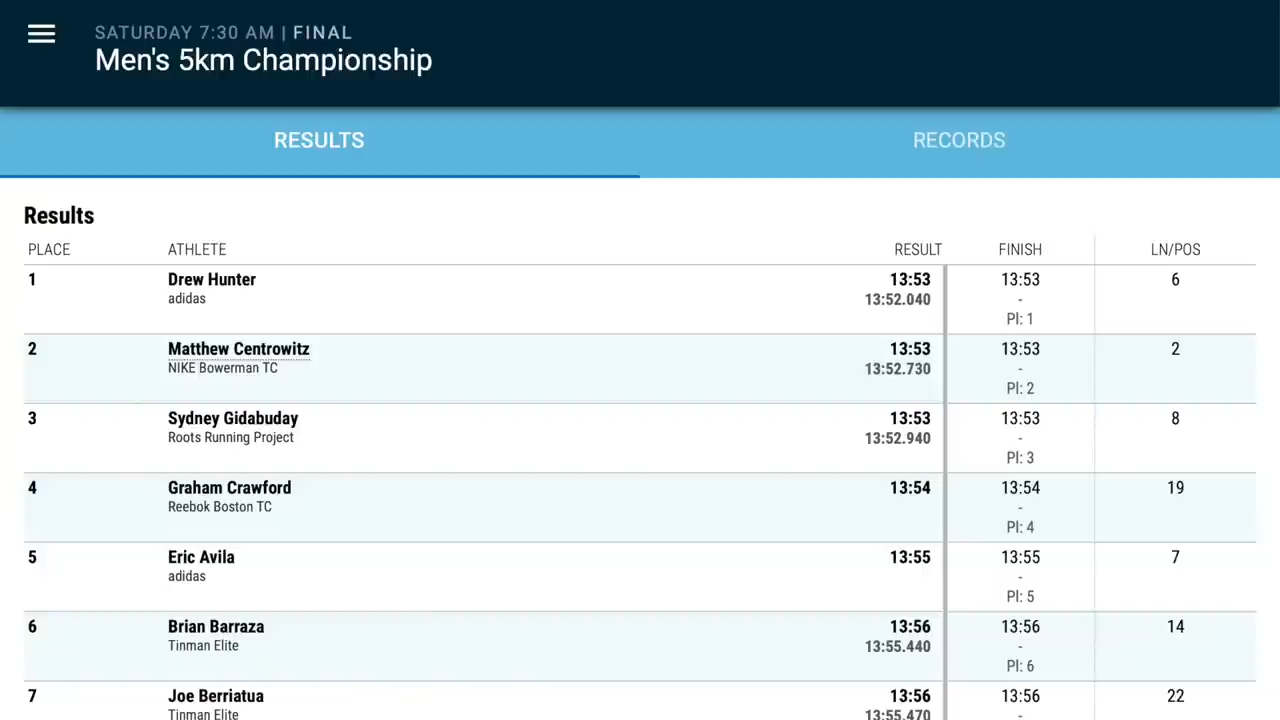 SATURDAY 7:30 AM | FINAL
Men's 5km Championship
RESULTS RECORDS
Results
PLACE ATHLETE RESULT FINISH LN/POS
1 Drew Hunter 13:53 13:53 6
adidas 13:52.040 -
Pl: 1
2 Matthew Centrowitz 13:53 13:53 2
NIKE Bowerman TC 13:52.730 -
Pl: 2
3 Sydney Gidabuday 13:53 13:53 8
Roots Running Project 13:52.940 -
Pl: 3
4 Graham Crawford 13:54 13:54 19
Reebok Boston TC -
Pl: 4
5 Eric Avila 13:55 13:55 7
adidas -
Pl: 5
6 Brian Barraza 13:56 13:56 14
Tinman Elite 13:55.440 -
Pl: 6
7 Joe Berriatua 13:56 13:56 22
Tinman Elite 13:55.470 -